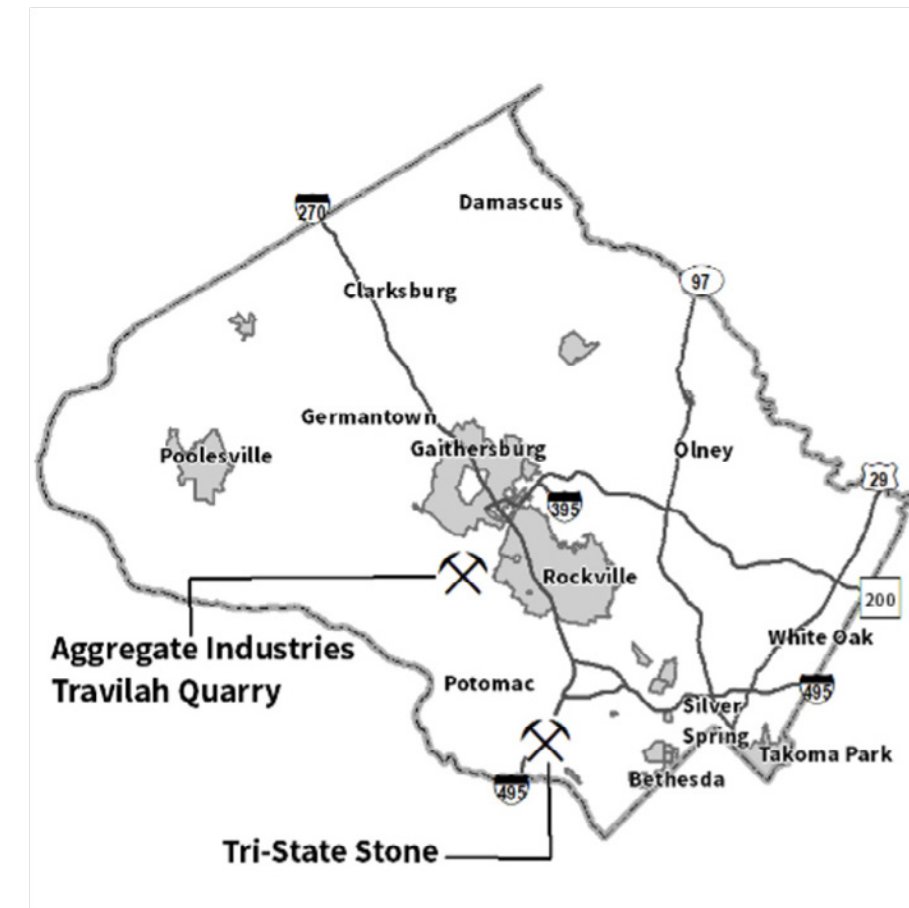 Damascus
270
97
Clarksburg
Germantown
Gaithersburg
Olney
Poolesville
29
395
Rockville
200
White Oak
Aggregate Industries
Travilah Quarry
Potomac
495
Silver
Spring
Takoma Park
Bethesda
495
Tri-State Stone